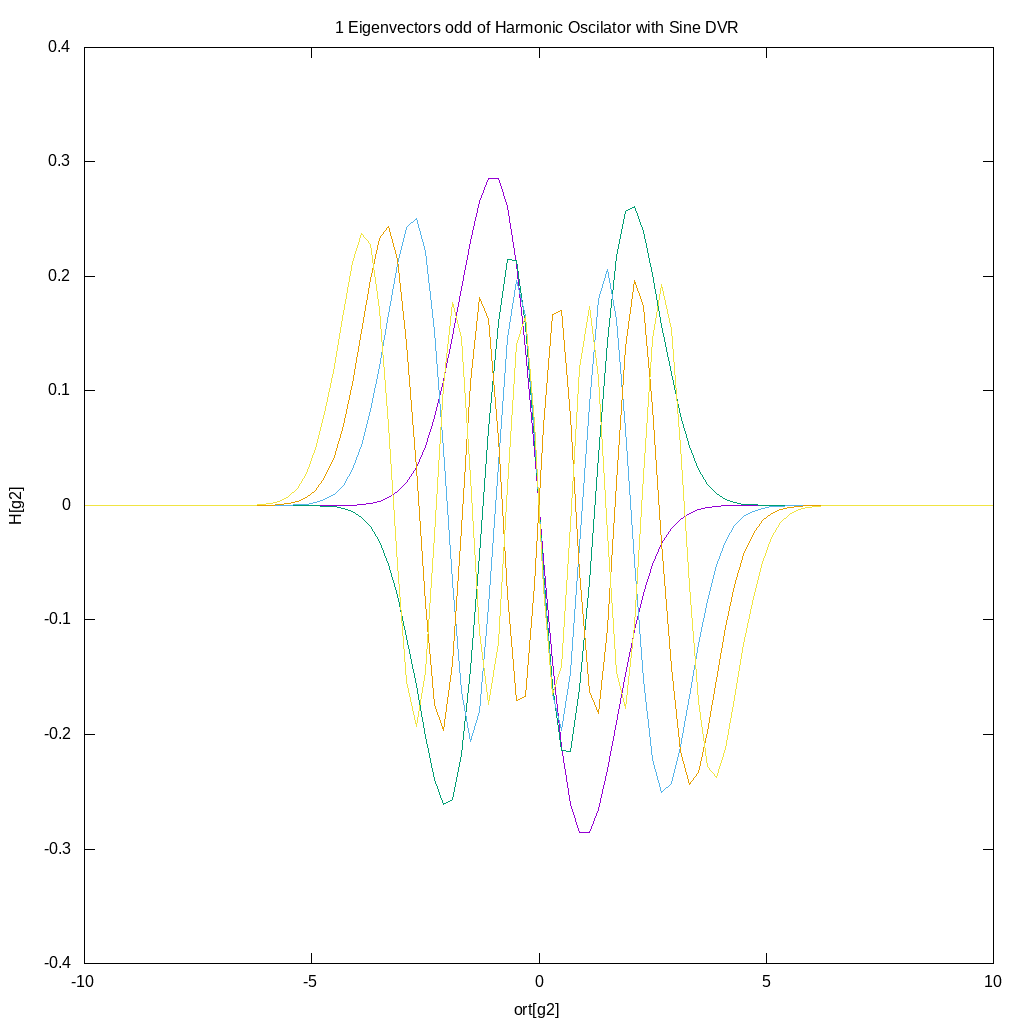 1 Eigenvectors odd of Harmonic Oscilator with Sine DVR
0.4
0.3
0.2
0.1
0
-0.1
-0.2
-0.3
-0.4
H[g2]
-10 -5 0 5 10
ort[g2]